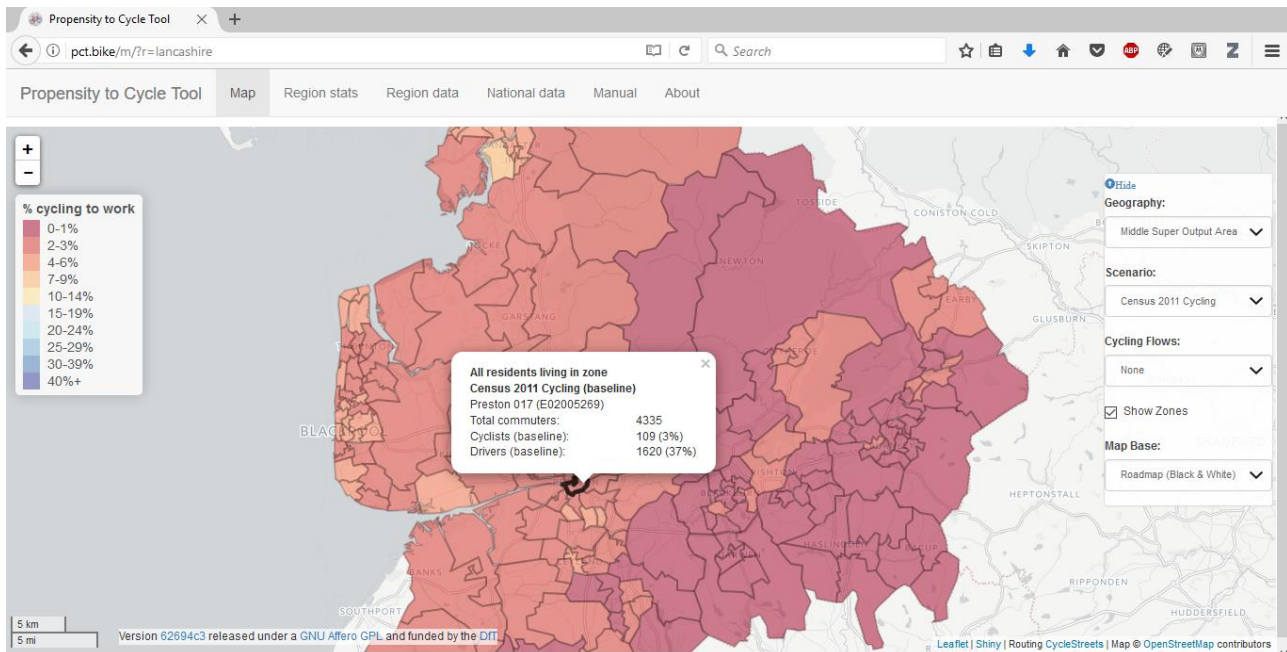 Propensity to Cycle Tool
pct.bike/m/?r=lancashire
Search
ABP
Z
Propensity to Cycle Tool Map Region stats Region data National data Manual About
+
−
% cycling to work
0-1%
2-3%
4-6%
7-9%
10-14%
15-19%
20-24%
25-29%
30-39%
40%+
TOSSIDE
CONISTON COLD
SKIPTON
NEWTON
EARBY
GLUSBURN
GARSTANG
HEPTONSTALL
BANKS
SOUTHPORT
HASLINGDEN
BACUP
RIPPONDEN
HUDDERSFIELD
All residents living in zone
Census 2011 Cycling (baseline)
Preston 017 (E02005269)
Total commuters: 4335
Cyclists (baseline): 109 (3%)
Drivers (baseline): 1620 (37%)
Hide
Geography:
Middle Super Output Area
Scenario:
Census 2011 Cycling
Cycling Flows:
None
Show Zones
Map Base:
Roadmap (Black & White)
5 km
5 mi
Version 62694c3 released under a GNU Affero GPL and funded by the DfT
Leaflet | Shiny | Routing CycleStreets | Map © OpenStreetMap contributors